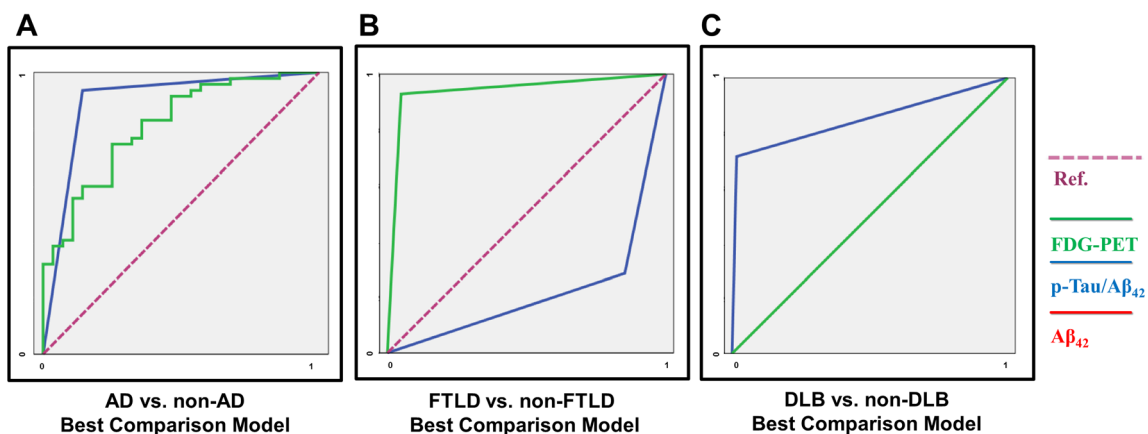 A
B
C
1
0
0
1
1
0
0
1
1
0
0
1
AD vs. non-AD
Best Comparison Model
FTLD vs. non-FTLD
Best Comparison Model
DLB vs. non-DLB
Best Comparison Model
Ref.
FDG-PET
p-Tau/Aβ₄₂
Aβ₄₂